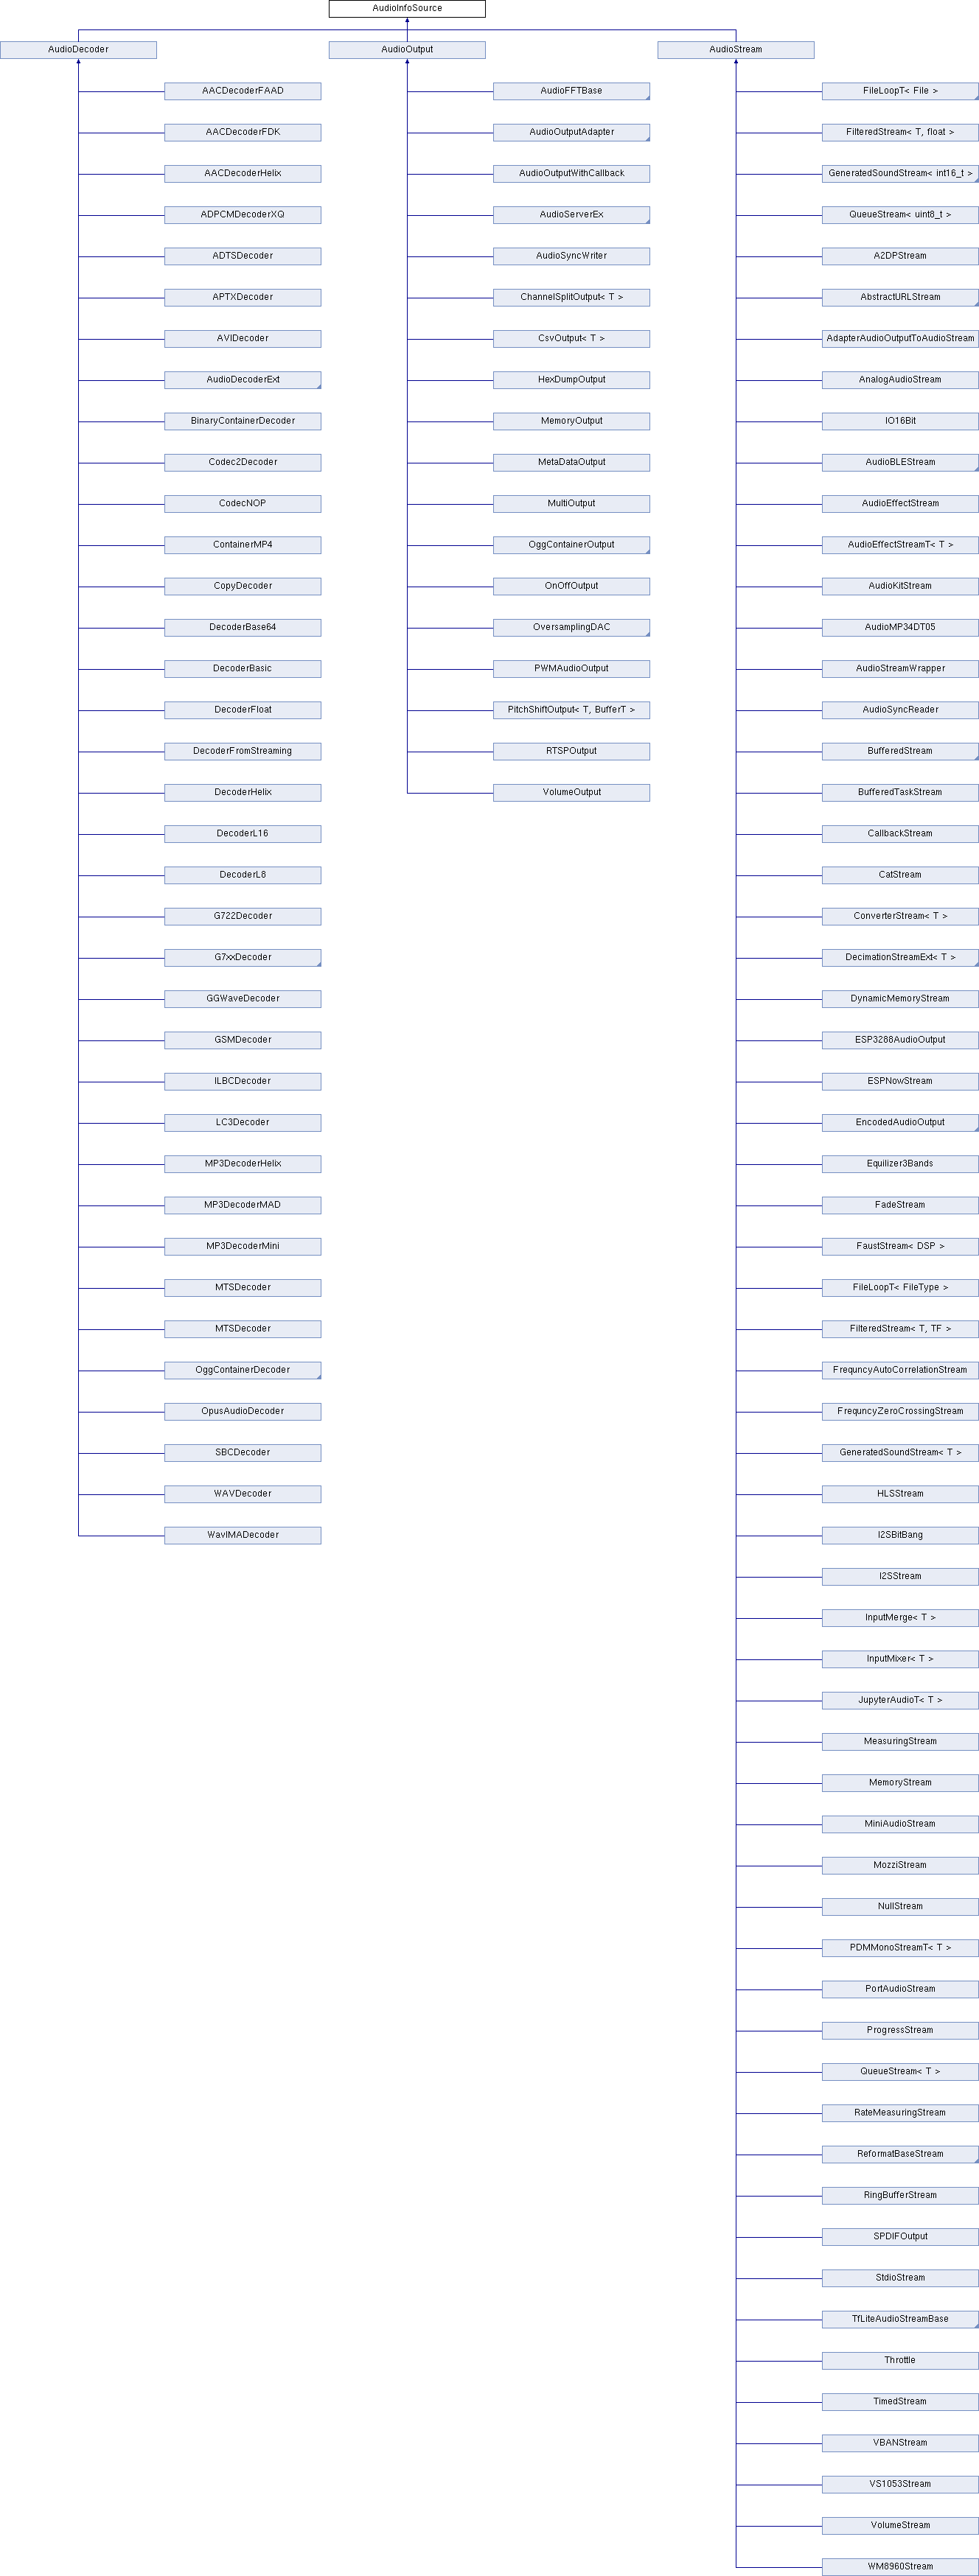 AudioInfoSource
AudioDecoder
AudioOutput
AudioStream
AACDecoderFAAD
AudioFFTBase
FileLoopT< File >
AACDecoderFDK
AudioOutputAdapter
FilteredStream< T, float >
AACDecoderHelix
AudioOutputWithCallback
GeneratedSoundStream< int16_t >
ADPCMDecoderXQ
AudioServerEx
QueueStream< uint8_t >
ADTSDecoder
AudioSyncWriter
A2DPStream
APTXDecoder
ChannelSplitOutput< T >
AbstractURLStream
AVIDecoder
CsvOutput< T >
AdapterAudioOutputToAudioStream
AudioDecoderExt
HexDumpOutput
AnalogAudioStream
BinaryContainerDecoder
MemoryOutput
IO16Bit
Codec2Decoder
MetaDataOutput
AudioBLEStream
CodecNOP
MultiOutput
AudioEffectStream
ContainerMP4
OggContainerOutput
AudioEffectStreamT< T >
CopyDecoder
OnOffOutput
AudioKitStream
DecoderBase64
OversamplingDAC
AudioMP34DT05
DecoderBasic
PWMAudioOutput
AudioStreamWrapper
DecoderFloat
PitchShiftOutput< T, BufferT >
AudioSyncReader
DecoderFromStreaming
RTSPOutput
BufferedStream
DecoderHelix
VolumeOutput
BufferedTaskStream
DecoderL16
CallbackStream
DecoderL8
CatStream
G722Decoder
ConverterStream< T >
G7xxDecoder
DecimationStreamExt< T >
GGWaveDecoder
DynamicMemoryStream
GSMDecoder
ESP3288AudioOutput
ILBCDecoder
ESPNowStream
LC3Decoder
EncodedAudioOutput
MP3DecoderHelix
Equilizer3Bands
MP3DecoderMAD
FadeStream
MP3DecoderMini
FaustStream< DSP >
MTSDecoder
FileLoopT< FileType >
MTSDecoder
FilteredStream< T, TF >
OggContainerDecoder
FrequncyAutoCorrelationStream
OpusAudioDecoder
FrequncyZeroCrossingStream
SBCDecoder
GeneratedSoundStream< T >
WAVDecoder
HLSStream
WavIMADecoder
I2SBitBang
I2SStream
InputMerge< T >
InputMixer< T >
JupyterAudioT< T >
MeasuringStream
MemoryStream
MiniAudioStream
MozziStream
NullStream
PDMMonoStreamT< T >
PortAudioStream
ProgressStream
QueueStream< T >
RateMeasuringStream
ReformatBaseStream
RingBufferStream
SPDIFOutput
StdioStream
TfLiteAudioStreamBase
Throttle
TimedStream
VBANStream
VS1053Stream
VolumeStream
WM8960Stream